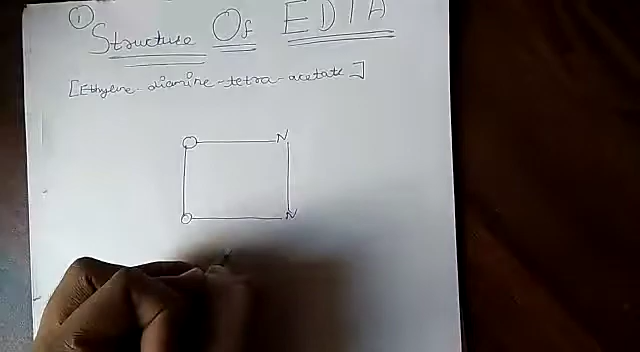 ① Structure Of EDTA
[Ethylene-diamine-tetra-acetate]
O N
O N